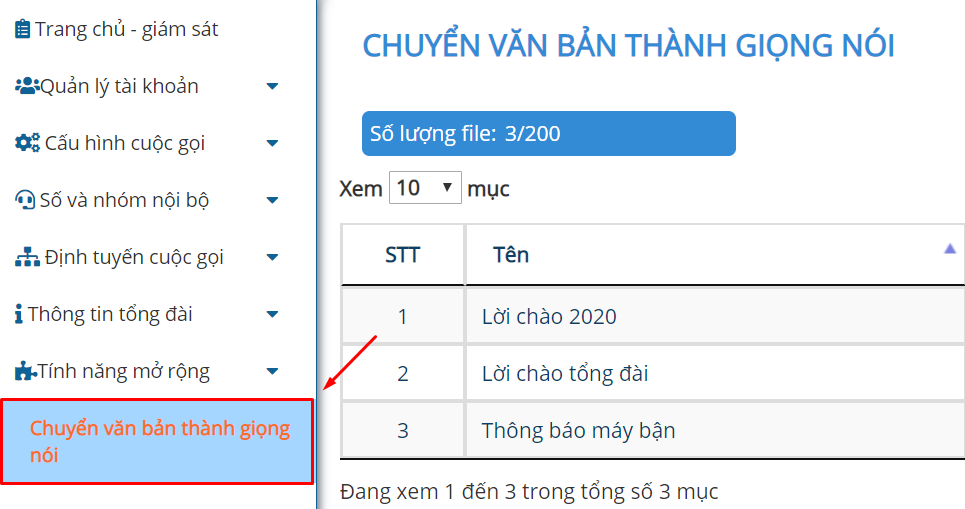 Trang chủ - giám sát
Quản lý tài khoản
Cấu hình cuộc gọi
Số và nhóm nội bộ
Định tuyến cuộc gọi
Thông tin tổng đài
Tính năng mở rộng
Chuyển văn bản thành giọng
nói
CHUYỂN VĂN BẢN THÀNH GIỌNG NÓI
Số lượng file: 3/200
Xem 10 mục
STT Tên
1 Lời chào 2020
2 Lời chào tổng đài
3 Thông báo máy bận
Đang xem 1 đến 3 trong tổng số 3 mục